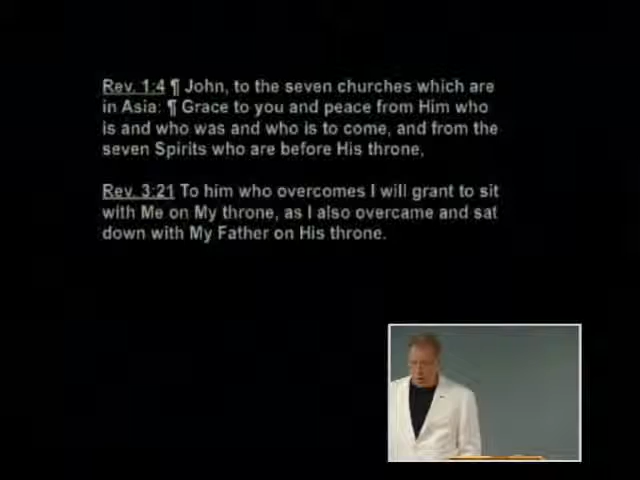 Rev. 1:4 ¶ John, to the seven churches which are
in Asia: ¶ Grace to you and peace from Him who
is and who was and who is to come, and from the
seven Spirits who are before His throne,
Rev. 3:21 To him who overcomes I will grant to sit
with Me on My throne, as I also overcame and sat
down with My Father on His throne.